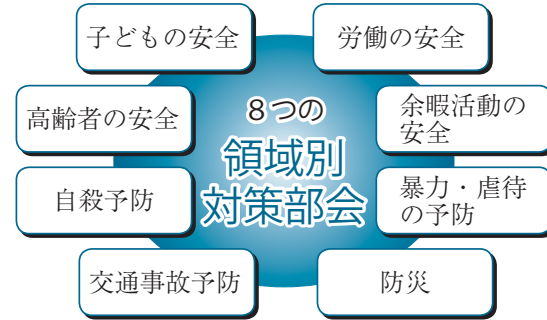 子どもの安全
労働の安全
高齢者の安全
8つの
領域別
対策部会
余暇活動の
安全
自殺予防
暴力・虐待
の予防
交通事故予防
防災